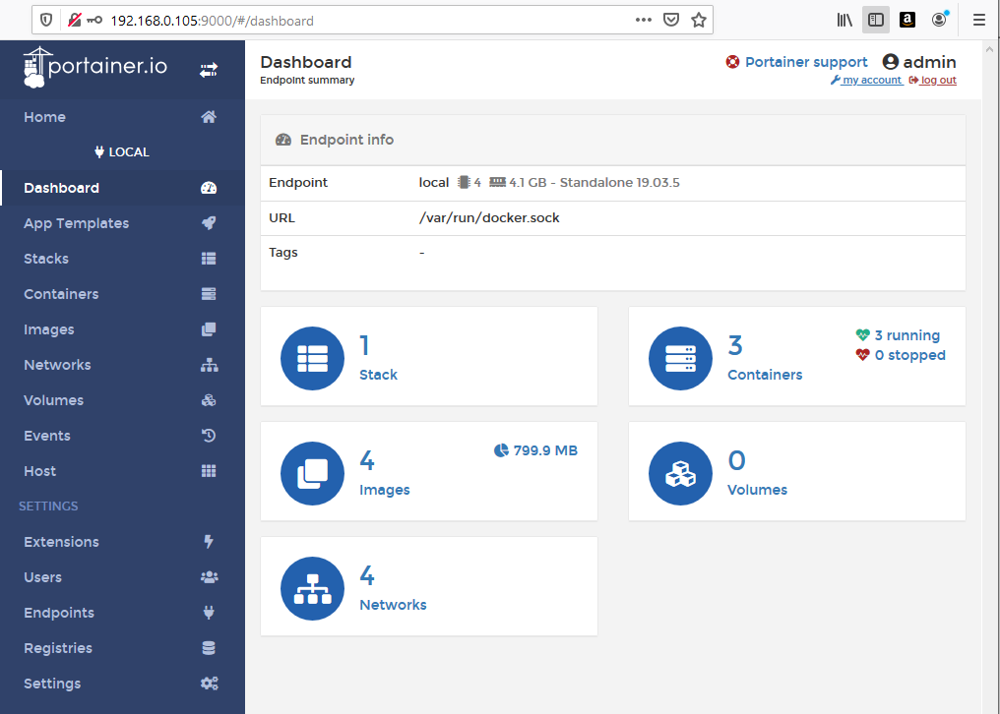 192.168.0.105:9000/#/dashboard
portainer.io
Home
LOCAL
Dashboard
App Templates
Stacks
Containers
Images
Networks
Volumes
Events
Host
SETTINGS
Extensions
Users
Endpoints
Registries
Settings
Dashboard
Endpoint summary
Portainer support admin
my account log out
Endpoint info
Endpoint local 4 4.1 GB - Standalone 19.03.5
URL /var/run/docker.sock
Tags -
1
Stack
3
Containers
3 running
0 stopped
4
Images
799.9 MB
0
Volumes
4
Networks